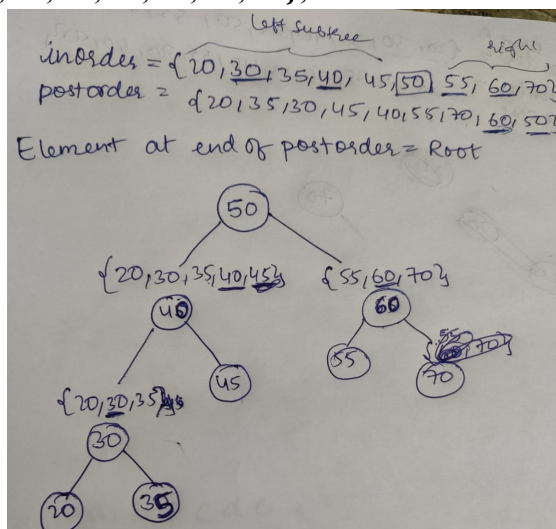 left subtree
right
inorder = {20, 30, 35, 40, 45, 50 55, 60, 70}
postorder =
{20, 35, 30, 45, 40, 55, 70, 60, 50}
Element at end of postorder = Root
50
{20, 30, 35, 40, 45} {55, 60, 70}
40 60
45 55 70
{20, 30, 35}
30
20 35